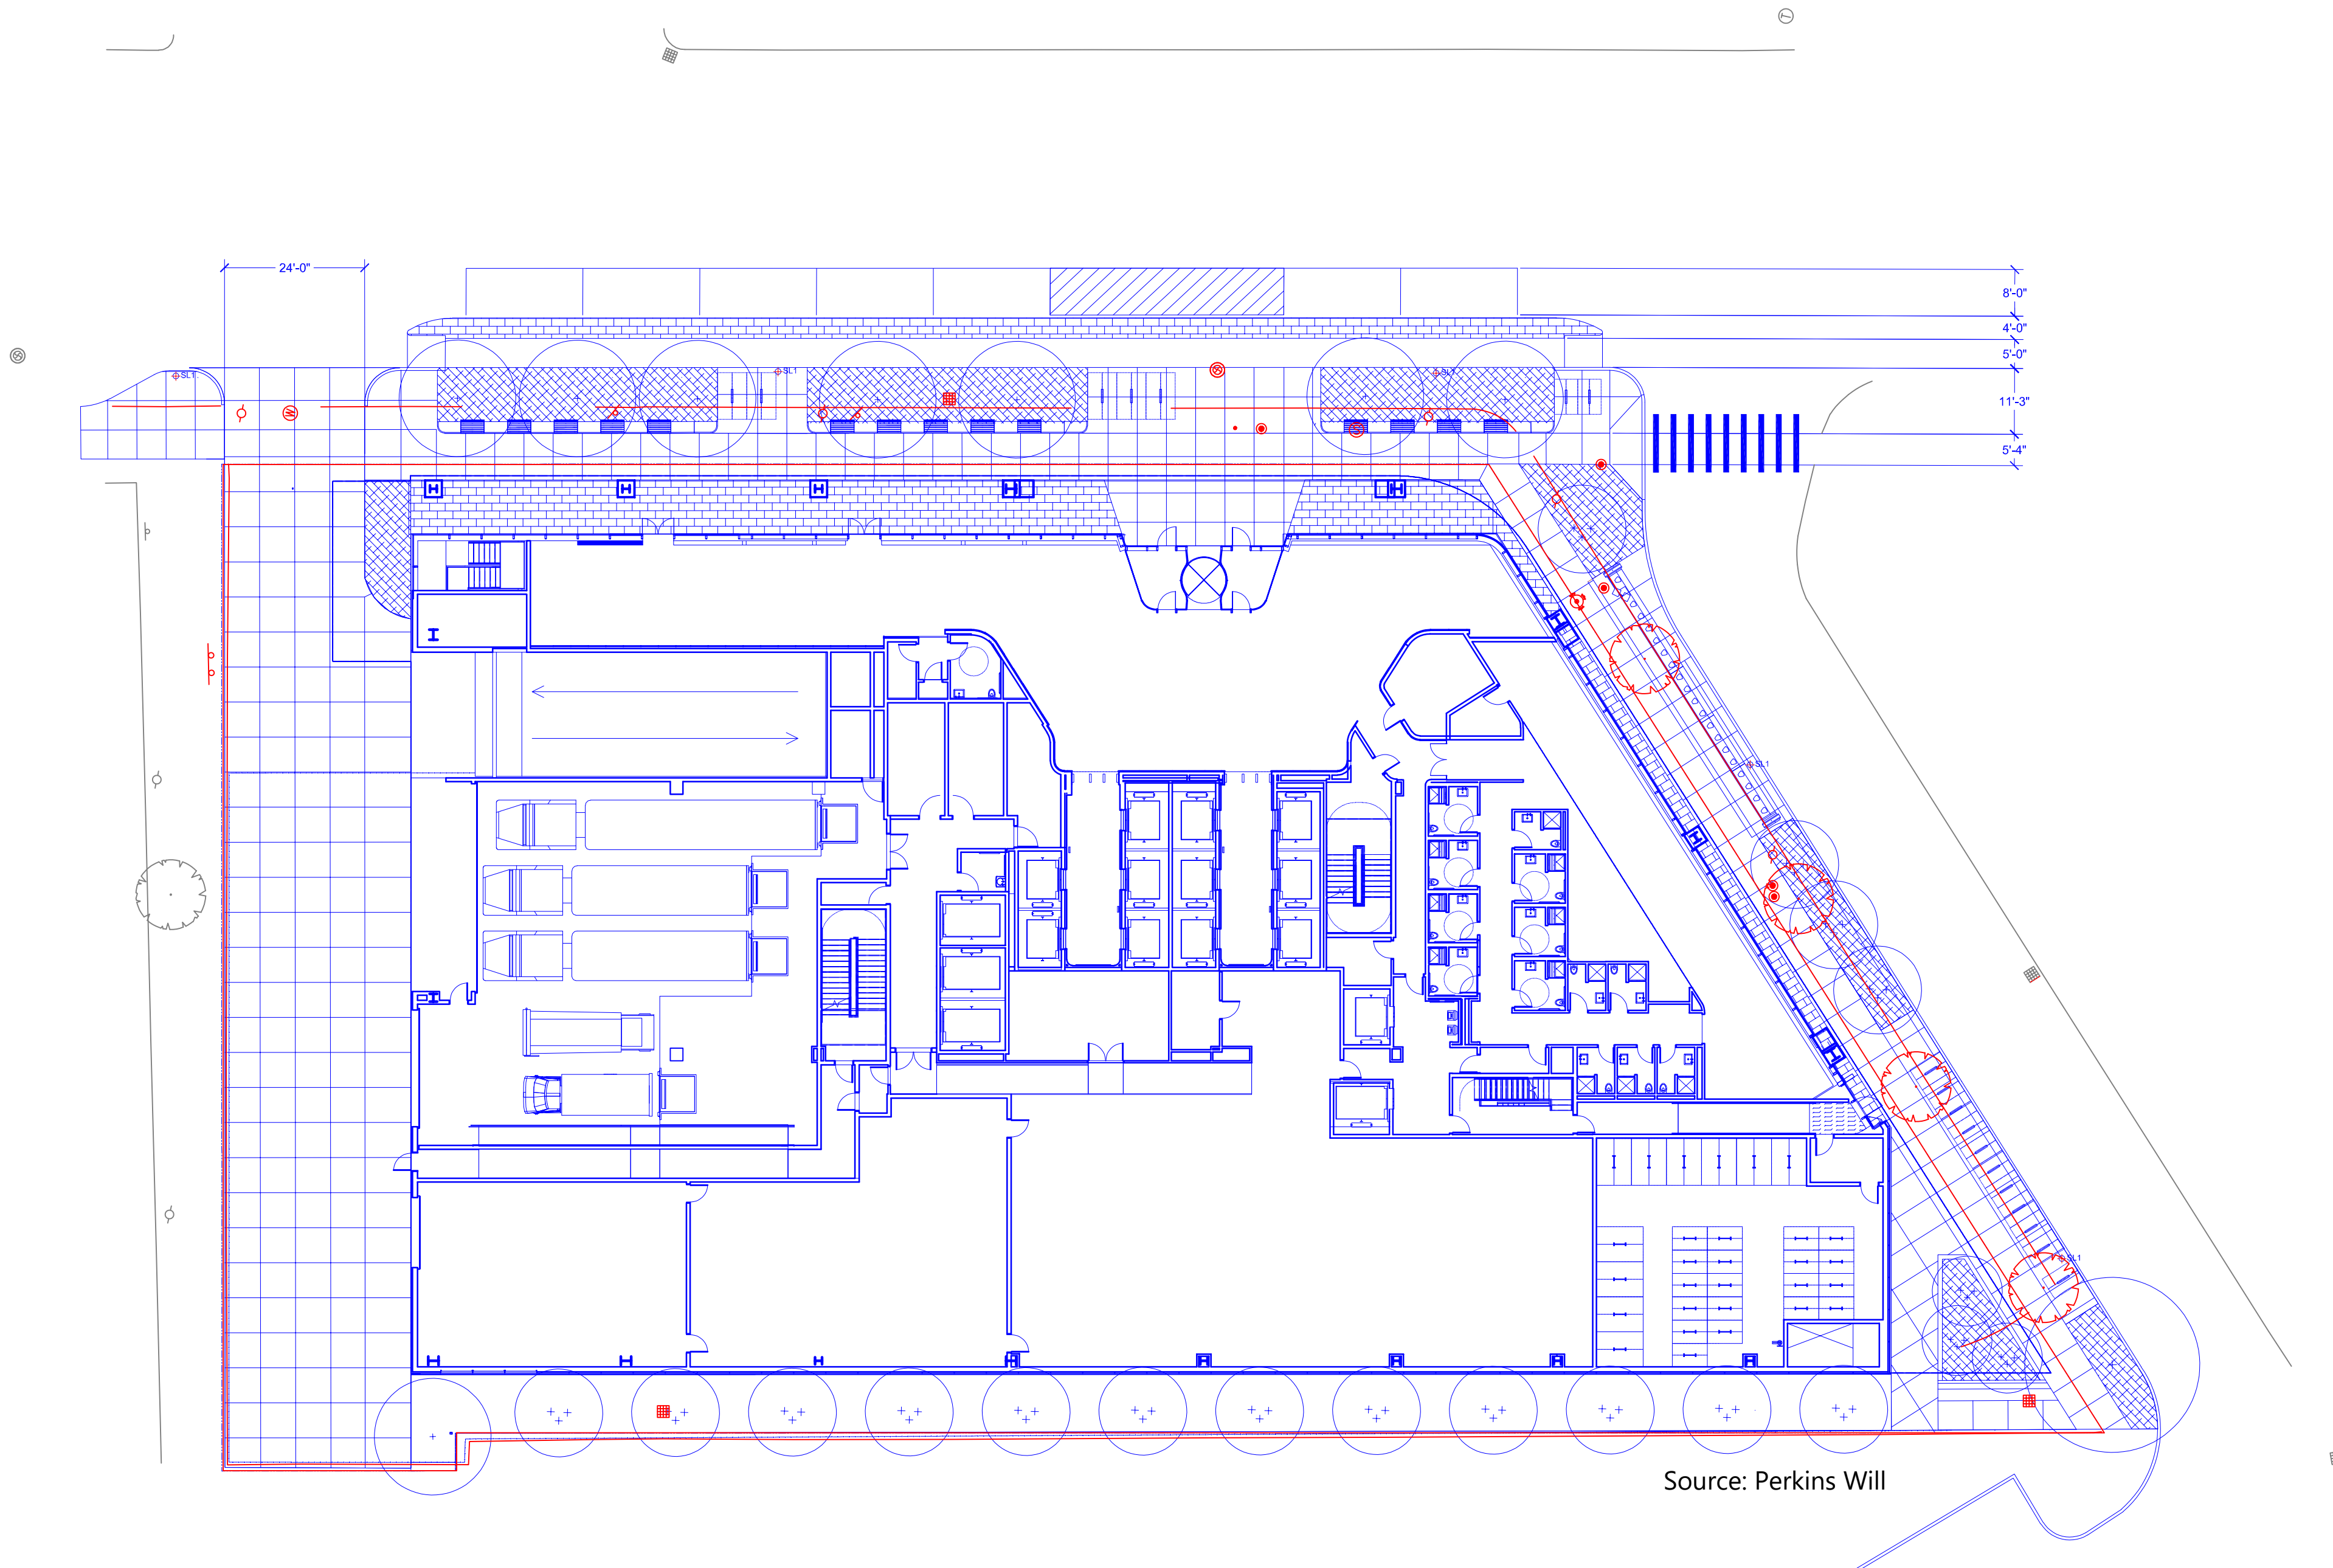 T
24'-0"
8'-0"
4'-0"
5'-0"
SL1
SL1
SL1
11'-3"
W
5'-4"
SL1
SL1
Source: Perkins Will